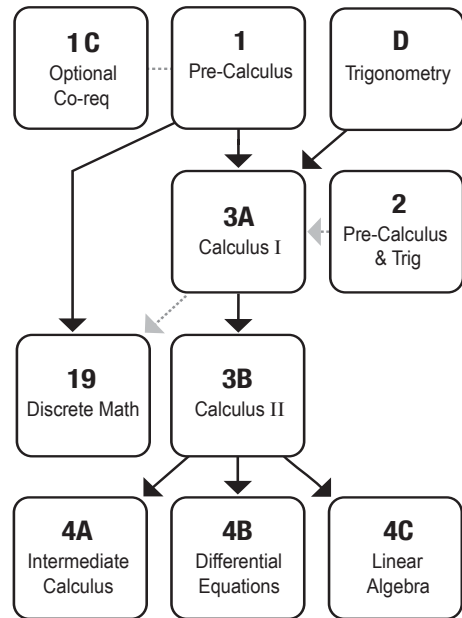 1 C
Optional
Co-req
1
Pre-Calculus
D
Trigonometry
3A
Calculus I
2
Pre-Calculus
& Trig
19
Discrete Math
3B
Calculus II
4A
Intermediate
Calculus
4B
Differential
Equations
4C
Linear
Algebra